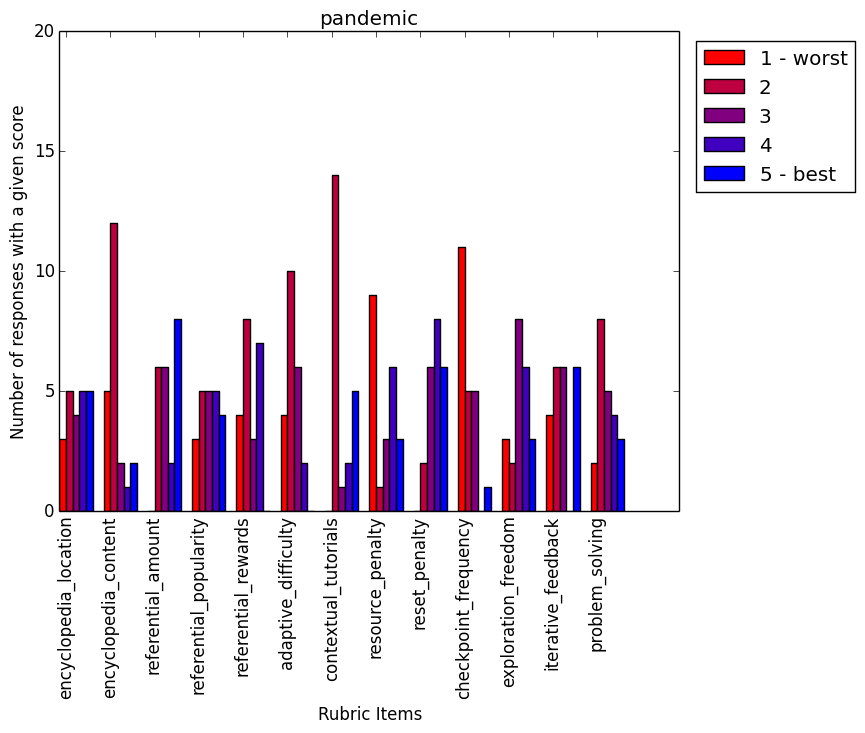 pandemic
20
15
10
5
0
Number of responses with a given score
1 - worst
2
3
4
5 - best
encyclopedia_location
encyclopedia_content
referential_amount
referential_popularity
referential_rewards
adaptive_difficulty
contextual_tutorials
resource_penalty
reset_penalty
checkpoint_frequency
exploration_freedom
iterative_feedback
problem_solving
Rubric Items